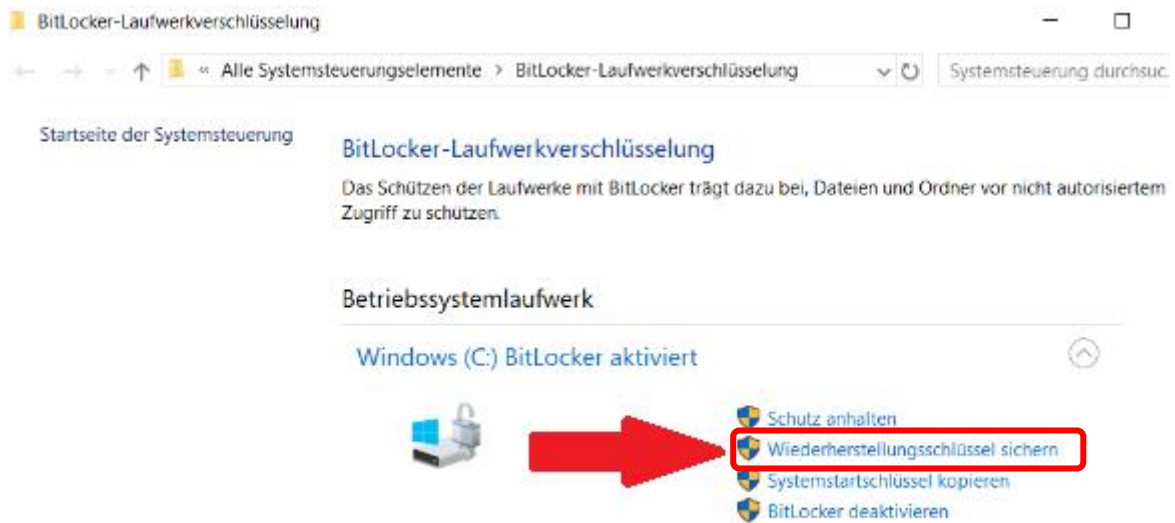 BitLocker-Laufwerkverschlüsselung
« Alle Systemsteuerungselemente > BitLocker-Laufwerkverschlüsselung
Systemsteuerung durchsuc
Startseite der Systemsteuerung
BitLocker-Laufwerkverschlüsselung
Das Schützen der Laufwerke mit BitLocker trägt dazu bei, Dateien und Ordner vor nicht autorisiertem
Zugriff zu schützen.
Betriebssystemlaufwerk
Windows (C:) BitLocker aktiviert
Schutz anhalten
Wiederherstellungsschlüssel sichern
Systemstartschlüssel kopieren
BitLocker deaktivieren